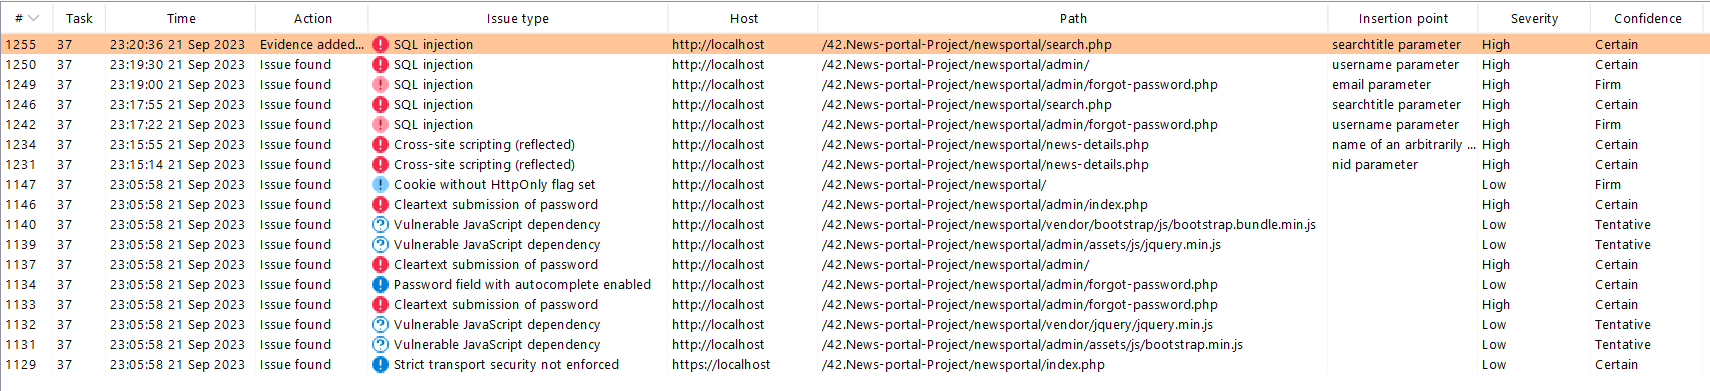 # Task Time Action Issue type Host Path Insertion point Severity Confidence
1255 37 23:20:36 21 Sep 2023 Evidence added... SQL injection http://localhost /42.News-portal-Project/newsportal/search.php searchtitle parameter High Certain
1250 37 23:19:30 21 Sep 2023 Issue found SQL injection http://localhost /42.News-portal-Project/newsportal/admin/ username parameter High Certain
1249 37 23:19:00 21 Sep 2023 Issue found SQL injection http://localhost /42.News-portal-Project/newsportal/admin/forgot-password.php email parameter High Firm
1246 37 23:17:55 21 Sep 2023 Issue found SQL injection http://localhost /42.News-portal-Project/newsportal/search.php searchtitle parameter High Certain
1242 37 23:17:22 21 Sep 2023 Issue found SQL injection http://localhost /42.News-portal-Project/newsportal/admin/forgot-password.php username parameter High Firm
1234 37 23:15:55 21 Sep 2023 Issue found Cross-site scripting (reflected) http://localhost /42.News-portal-Project/newsportal/news-details.php name of an arbitrarily ... High Certain
1231 37 23:15:14 21 Sep 2023 Issue found Cross-site scripting (reflected) http://localhost /42.News-portal-Project/newsportal/news-details.php nid parameter High Certain
1147 37 23:05:58 21 Sep 2023 Issue found Cookie without HttpOnly flag set http://localhost /42.News-portal-Project/newsportal/ Low Firm
1146 37 23:05:58 21 Sep 2023 Issue found Cleartext submission of password http://localhost /42.News-portal-Project/newsportal/admin/index.php High Certain
1140 37 23:05:58 21 Sep 2023 Issue found Vulnerable JavaScript dependency http://localhost /42.News-portal-Project/newsportal/vendor/bootstrap/js/bootstrap.bundle.min.js Low Tentative
1139 37 23:05:58 21 Sep 2023 Issue found Vulnerable JavaScript dependency http://localhost /42.News-portal-Project/newsportal/admin/assets/js/jquery.min.js Low Tentative
1137 37 23:05:58 21 Sep 2023 Issue found Cleartext submission of password http://localhost /42.News-portal-Project/newsportal/admin/ High Certain
1134 37 23:05:58 21 Sep 2023 Issue found Password field with autocomplete enabled http://localhost /42.News-portal-Project/newsportal/admin/forgot-password.php Low Certain
1133 37 23:05:58 21 Sep 2023 Issue found Cleartext submission of password http://localhost /42.News-portal-Project/newsportal/admin/forgot-password.php High Certain
1132 37 23:05:58 21 Sep 2023 Issue found Vulnerable JavaScript dependency http://localhost /42.News-portal-Project/newsportal/vendor/jquery/jquery.min.js Low Tentative
1131 37 23:05:58 21 Sep 2023 Issue found Vulnerable JavaScript dependency http://localhost /42.News-portal-Project/newsportal/admin/assets/js/bootstrap.min.js Low Tentative
1129 37 23:05:58 21 Sep 2023 Issue found Strict transport security not enforced https://localhost /42.News-portal-Project/newsportal/index.php Low Certain